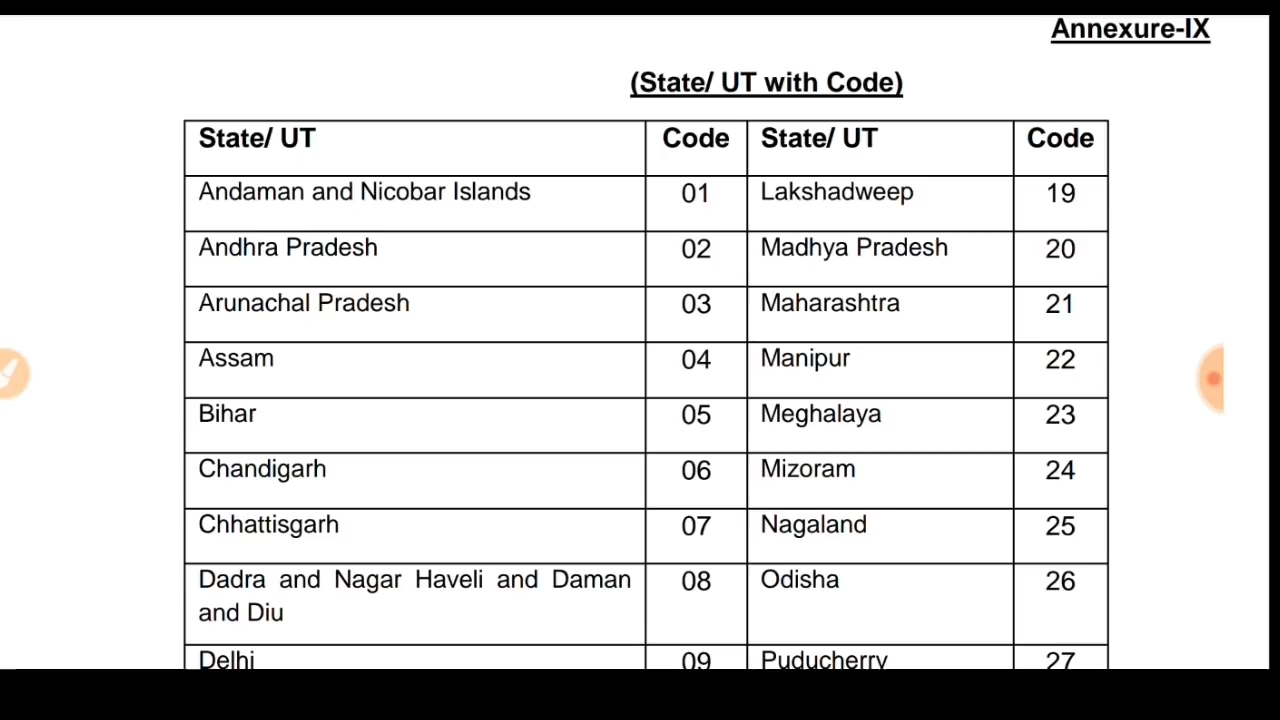 Annexure-IX
(State/ UT with Code)
State/ UT Code State/ UT Code
Andaman and Nicobar Islands 01 Lakshadweep 19
Andhra Pradesh 02 Madhya Pradesh 20
Arunachal Pradesh 03 Maharashtra 21
Assam 04 Manipur 22
Bihar 05 Meghalaya 23
Chandigarh 06 Mizoram 24
Chhattisgarh 07 Nagaland 25
Dadra and Nagar Haveli and Daman 08 Odisha 26
and Diu
Delhi 09 Puducherry 27